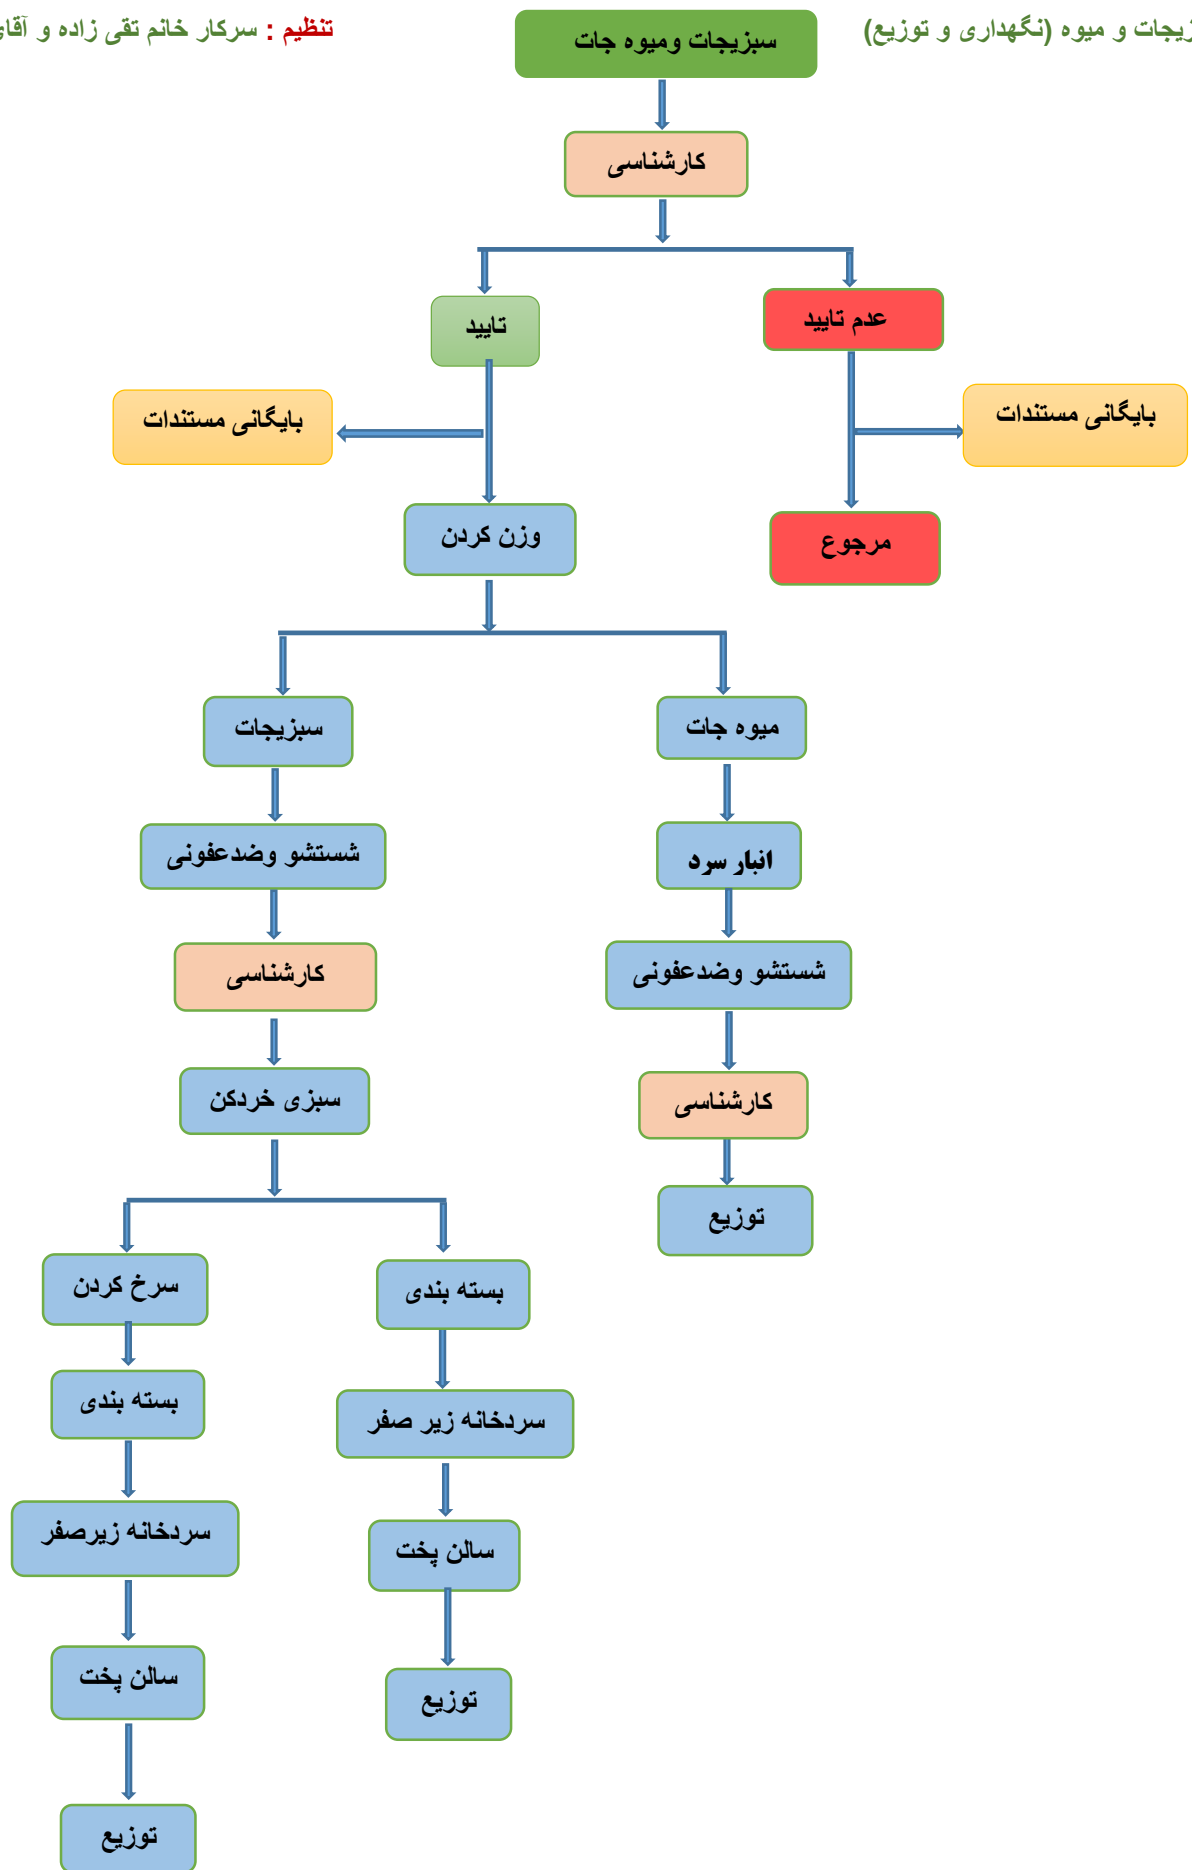 و میوه (نگهداری و توزیع)
تنظیم : سرکار خانم تقی زاده و
سبزیجات ومیوه جات
کارشناسی
عدم تایید
تایید
بایگانی مستندات
بایگانی مستندات
مرجوع
وزن کردن
میوه جات
سبزیجات
انبار سرد
شستشو وضدعفونی
شستشو وضدعفونی
کارشناسی
کارشناسی
سبزی خردکن
توزیع
بسته بندی
سرخ کردن
بسته بندی
سردخانه زیر صفر
سردخانه زیرصفر
سالن پخت
سالن پخت
توزیع
توزیع